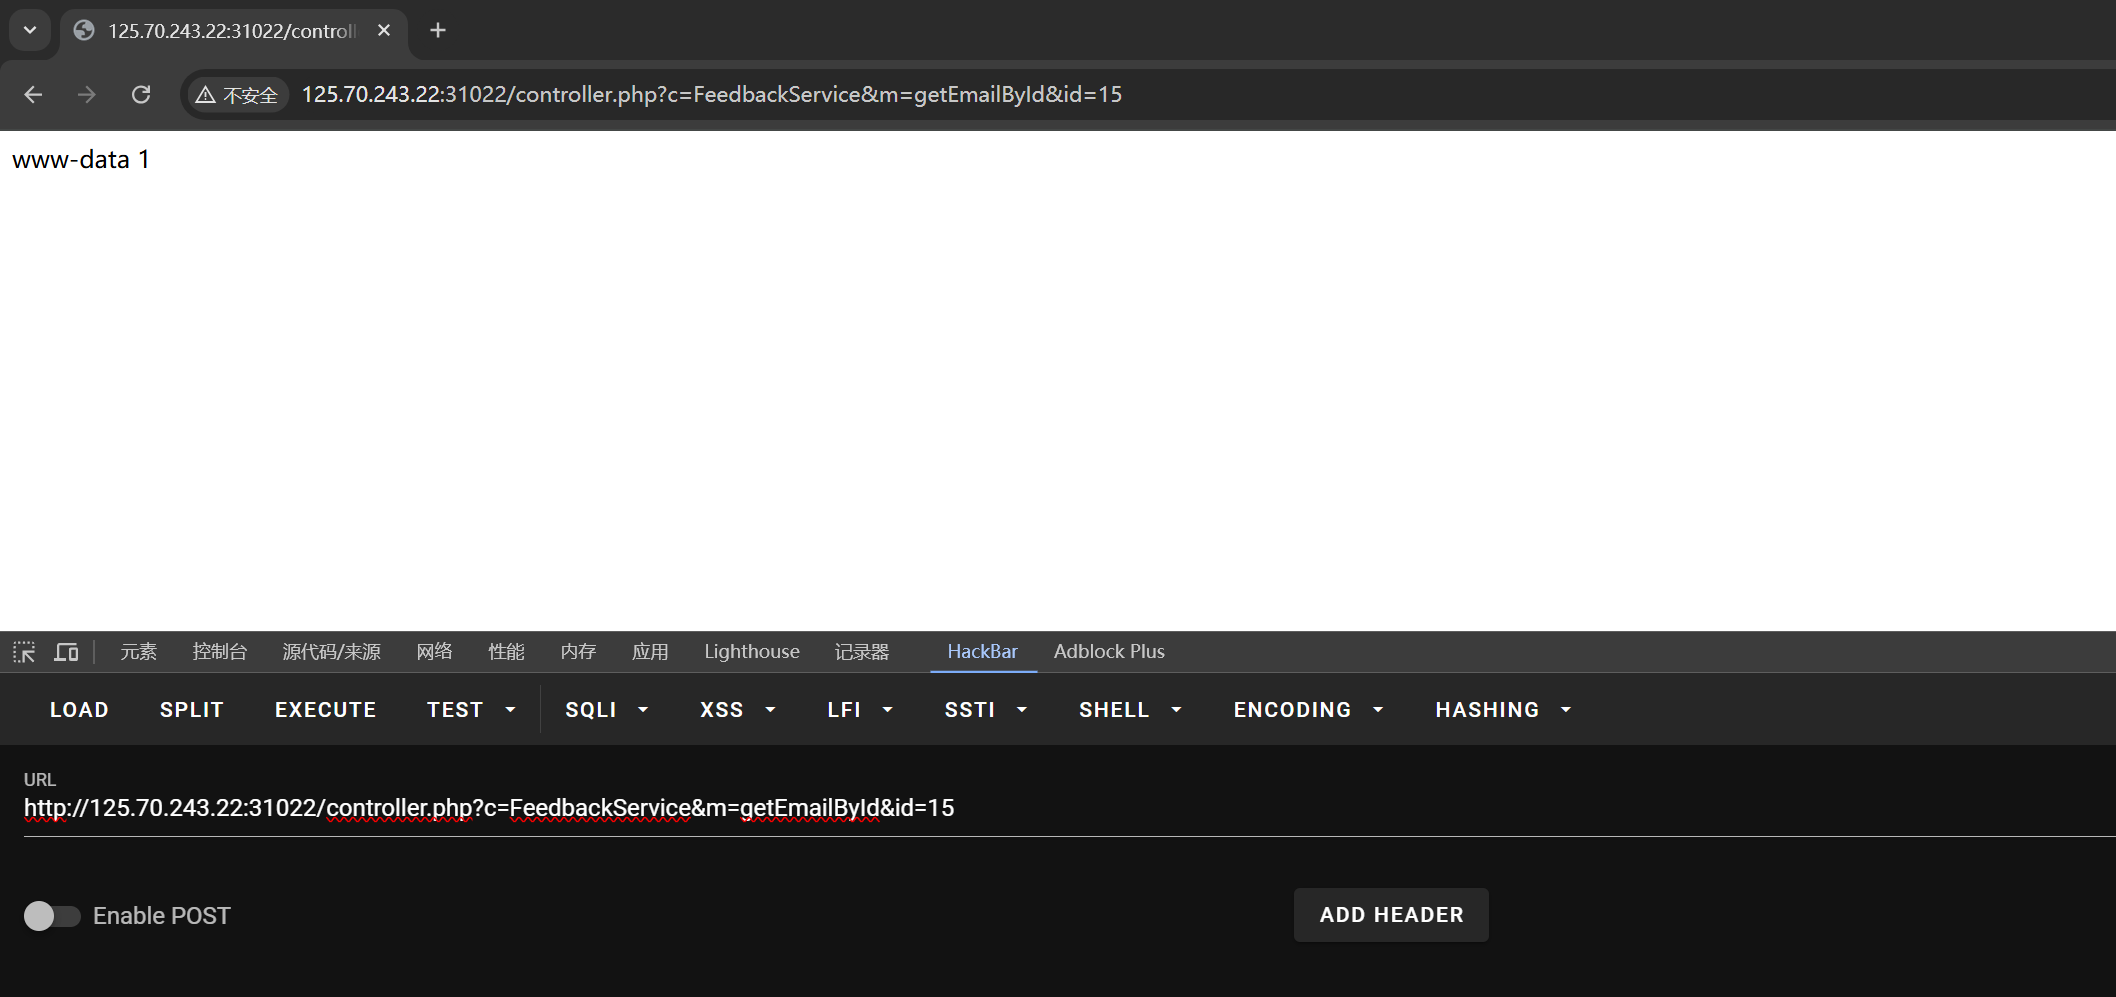 125.70.243.22:31022/control
不安全 125.70.243.22:31022/controller.php?c=FeedbackService&m=getEmailById&id=15
www-data 1
元素 控制台 源代码/来源 网络 性能 内存 应用 Lighthouse 记录器 HackBar Adblock Plus
LOAD SPLIT EXECUTE TEST SQLI XSS LFI SSTI SHELL ENCODING HASHING
URL
http://125.70.243.22:31022/controller.php?c=FeedbackService&m=getEmailById&id=15
Enable POST ADD HEADER